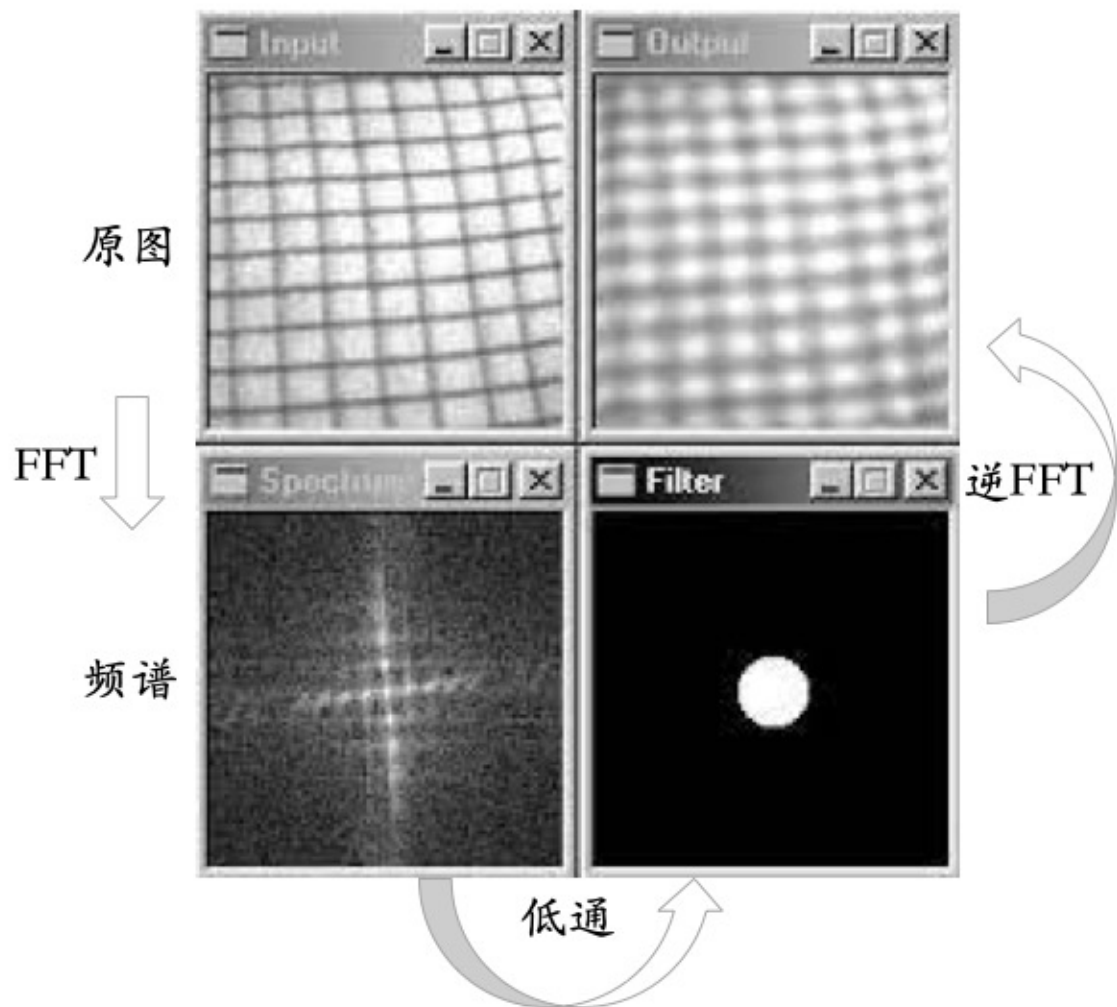 Input
Output
原图
FFT
Spectrum
Filter
逆FFT
频谱
低通